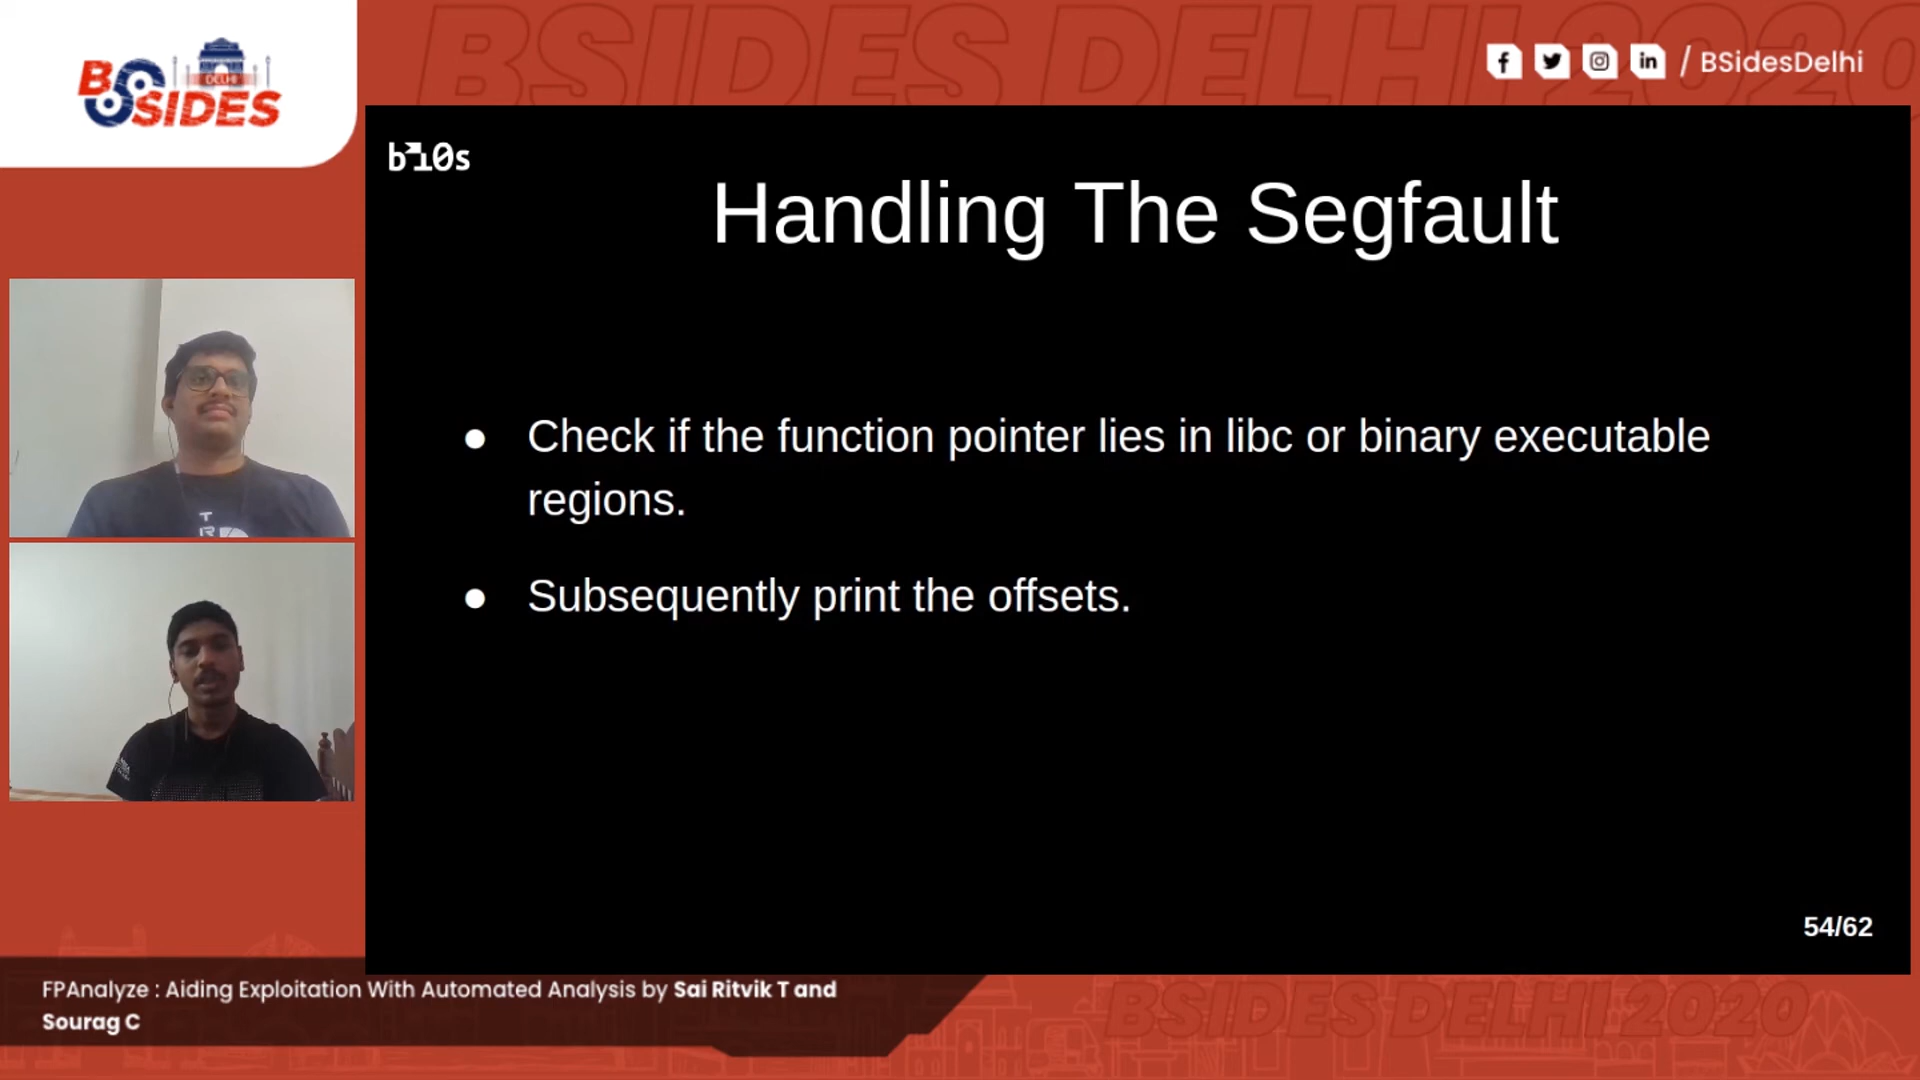 BSIDES DELHI 2020
BSIDES
DELHI
/ BSidesDelhi
bi0s
Handling The Segfault
● Check if the function pointer lies in libc or binary executable
regions.
● Subsequently print the offsets.
54/62
FPAnalyze : Aiding Exploitation With Automated Analysis by Sai Ritvik T and
Sourag C
BSIDES DELHI 2020